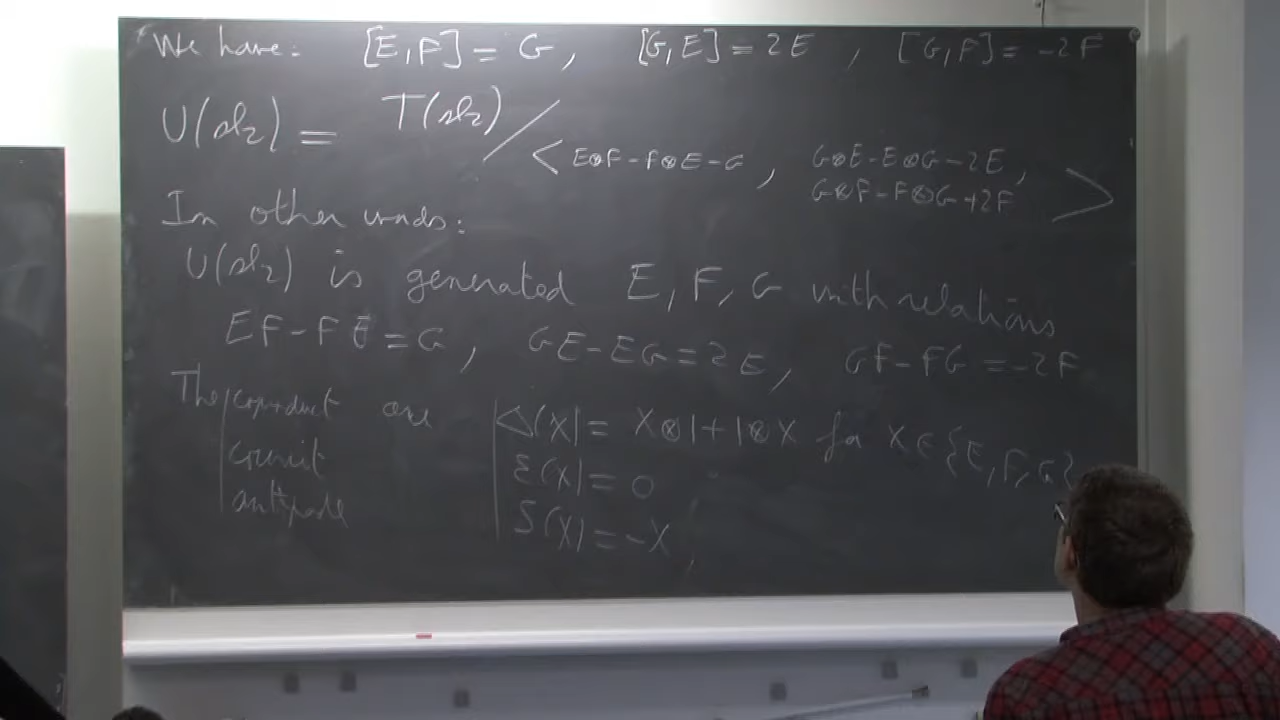 We have: [E,F] = G, [G,E] = 2E, [G,F] = -2F
U(sl₂) = T(sl₂) / < E⊗F-F⊗E-G, G⊗E-E⊗G-2E, G⊗F-F⊗G+2F >
In other words:
U(sl₂) is generated E, F, G with relations
EF-FE=G, GE-EG=2E, GF-FG=-2F
The coproduct are Δ(X)= X⊗1+1⊗X for X∈{E,F,G}
counit ε(X)=0
antipode S(X)=-X,